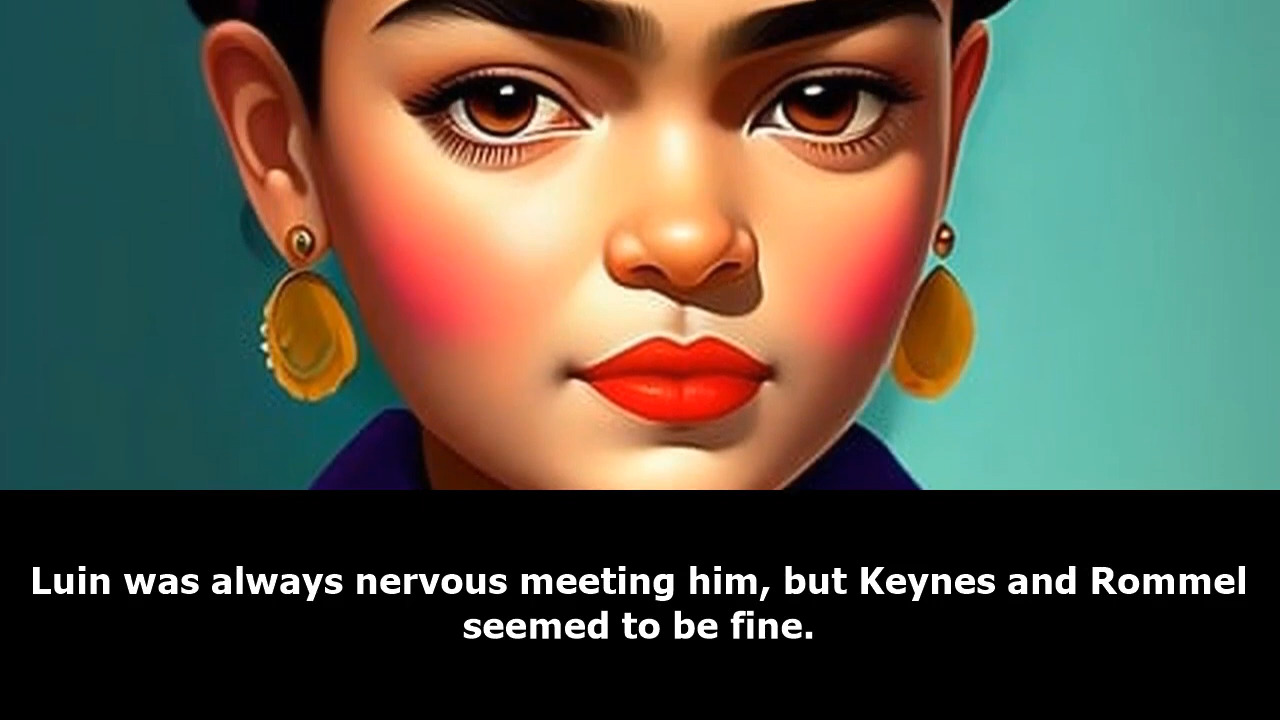 Luin was always nervous meeting him, but Keynes and Rommel
seemed to be fine.